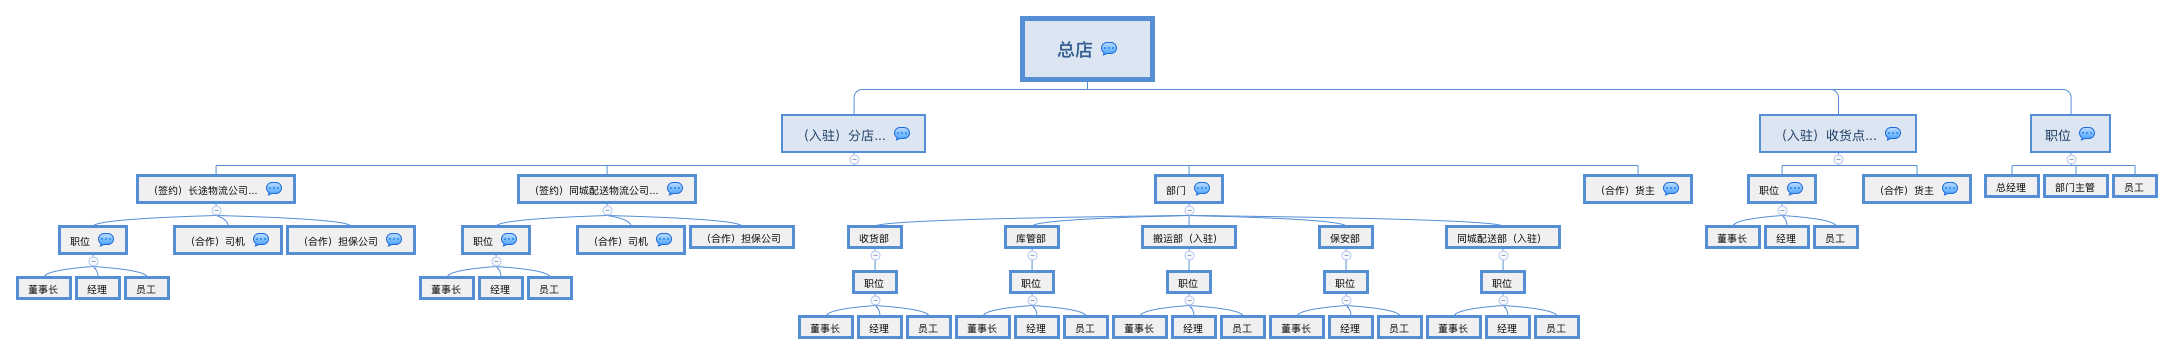 总店
（入驻）分店...
（入驻）收货点...
职位
（签约）长途物流公司...
（签约）同城配送物流公司...
部门
（合作）货主
职位
（合作）货主
总经理
部门主管
员工
职位
（合作）司机
（合作）担保公司
职位
（合作）司机
（合作）担保公司
收货部
库管部
搬运部（入驻）
保安部
同城配送部（入驻）
董事长
经理
员工
董事长
经理
员工
董事长
经理
员工
职位
职位
职位
职位
职位
董事长
经理
员工
董事长
经理
员工
董事长
经理
员工
董事长
经理
员工
董事长
经理
员工